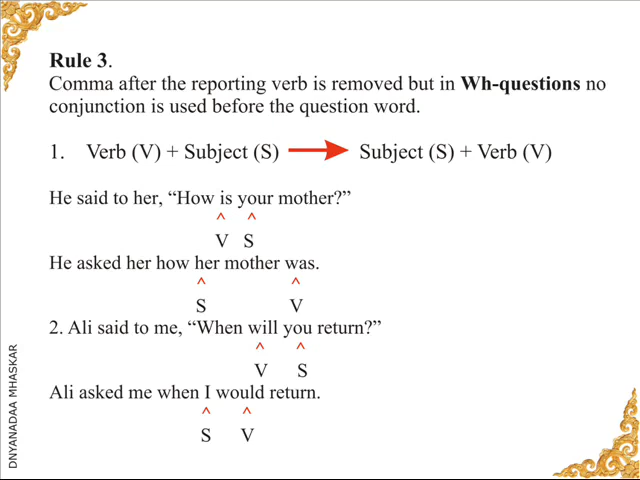 Rule 3.
Comma after the reporting verb is removed but in Wh-questions no
conjunction is used before the question word.
1. Verb (V) + Subject (S) → Subject (S) + Verb (V)
He said to her, “How is your mother?”
^ ^
V S
He asked her how her mother was.
^ ^
S V
2. Ali said to me, “When will you return?”
^ ^
V S
Ali asked me when I would return.
^ ^
S V
DNYANADAA MHASKAR